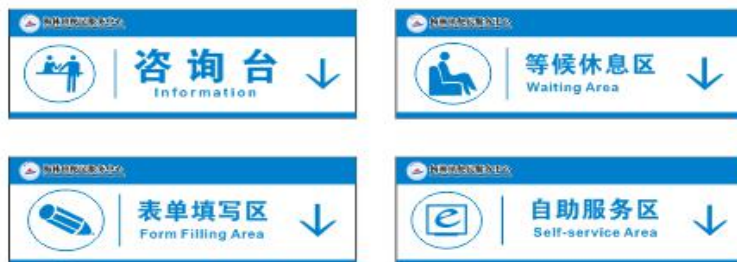 咨询台
Information
等候休息区
Waiting Area
表单填写区
Form Filling Area
自助服务区
Self-service Area